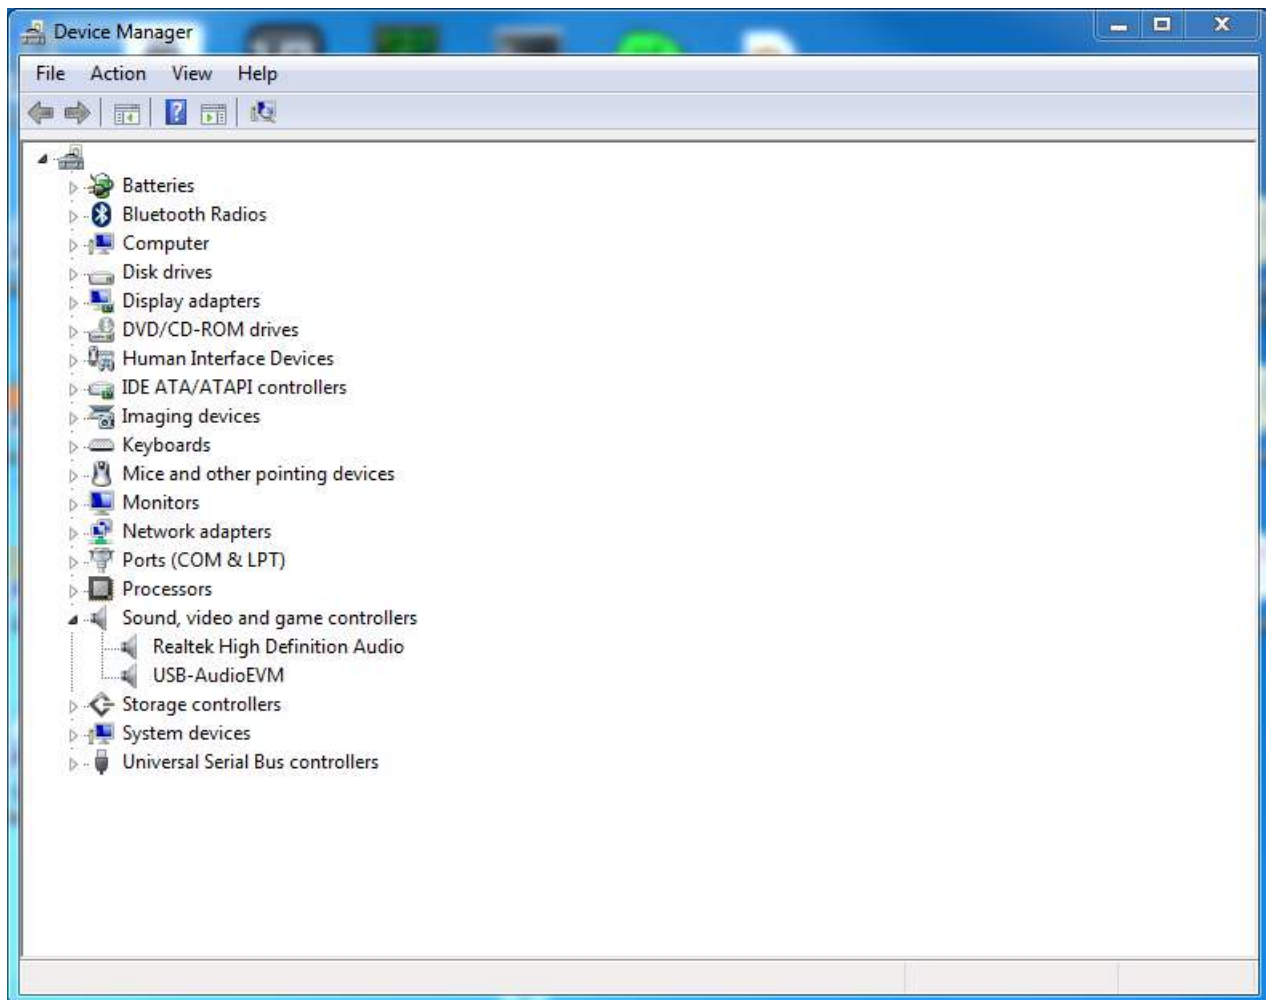 Device Manager
File Action View Help
Batteries
Bluetooth Radios
Computer
Disk drives
Display adapters
DVD/CD-ROM drives
Human Interface Devices
IDE ATA/ATAPI controllers
Imaging devices
Keyboards
Mice and other pointing devices
Monitors
Network adapters
Ports (COM & LPT)
Processors
Sound, video and game controllers
Realtek High Definition Audio
USB-AudioEVM
Storage controllers
System devices
Universal Serial Bus controllers